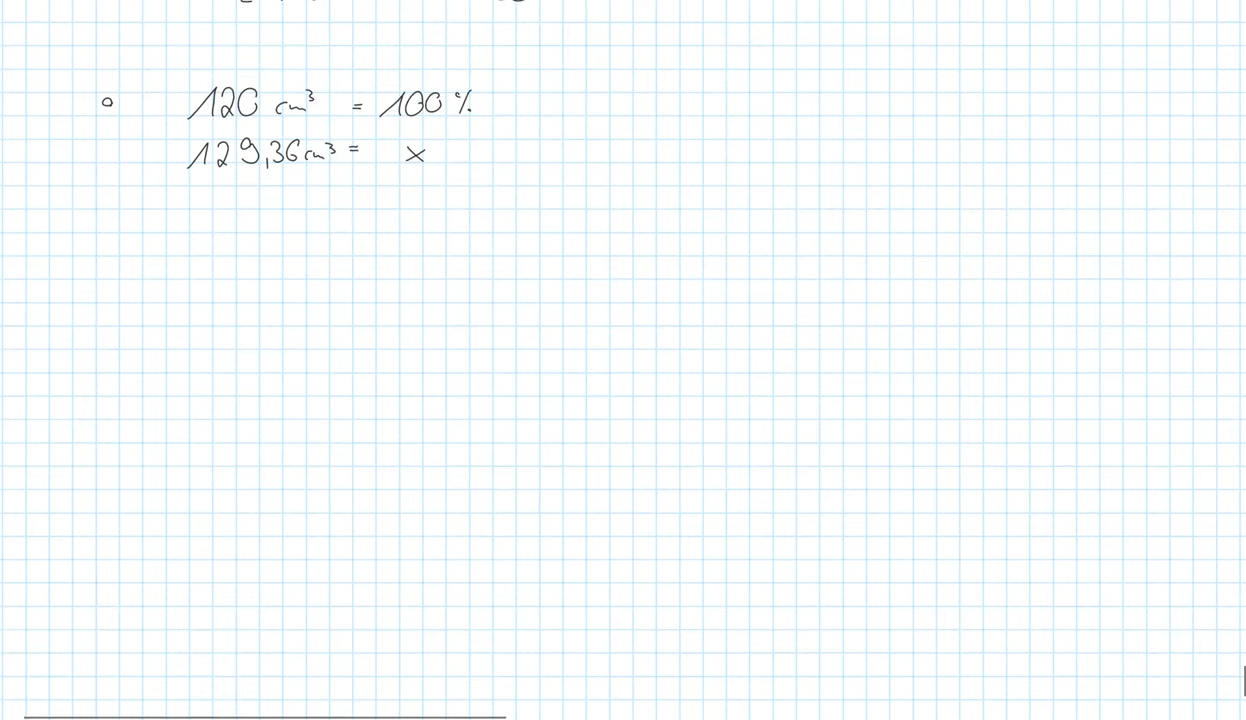 120 cm³ = 100 %
129,36 cm³ = x